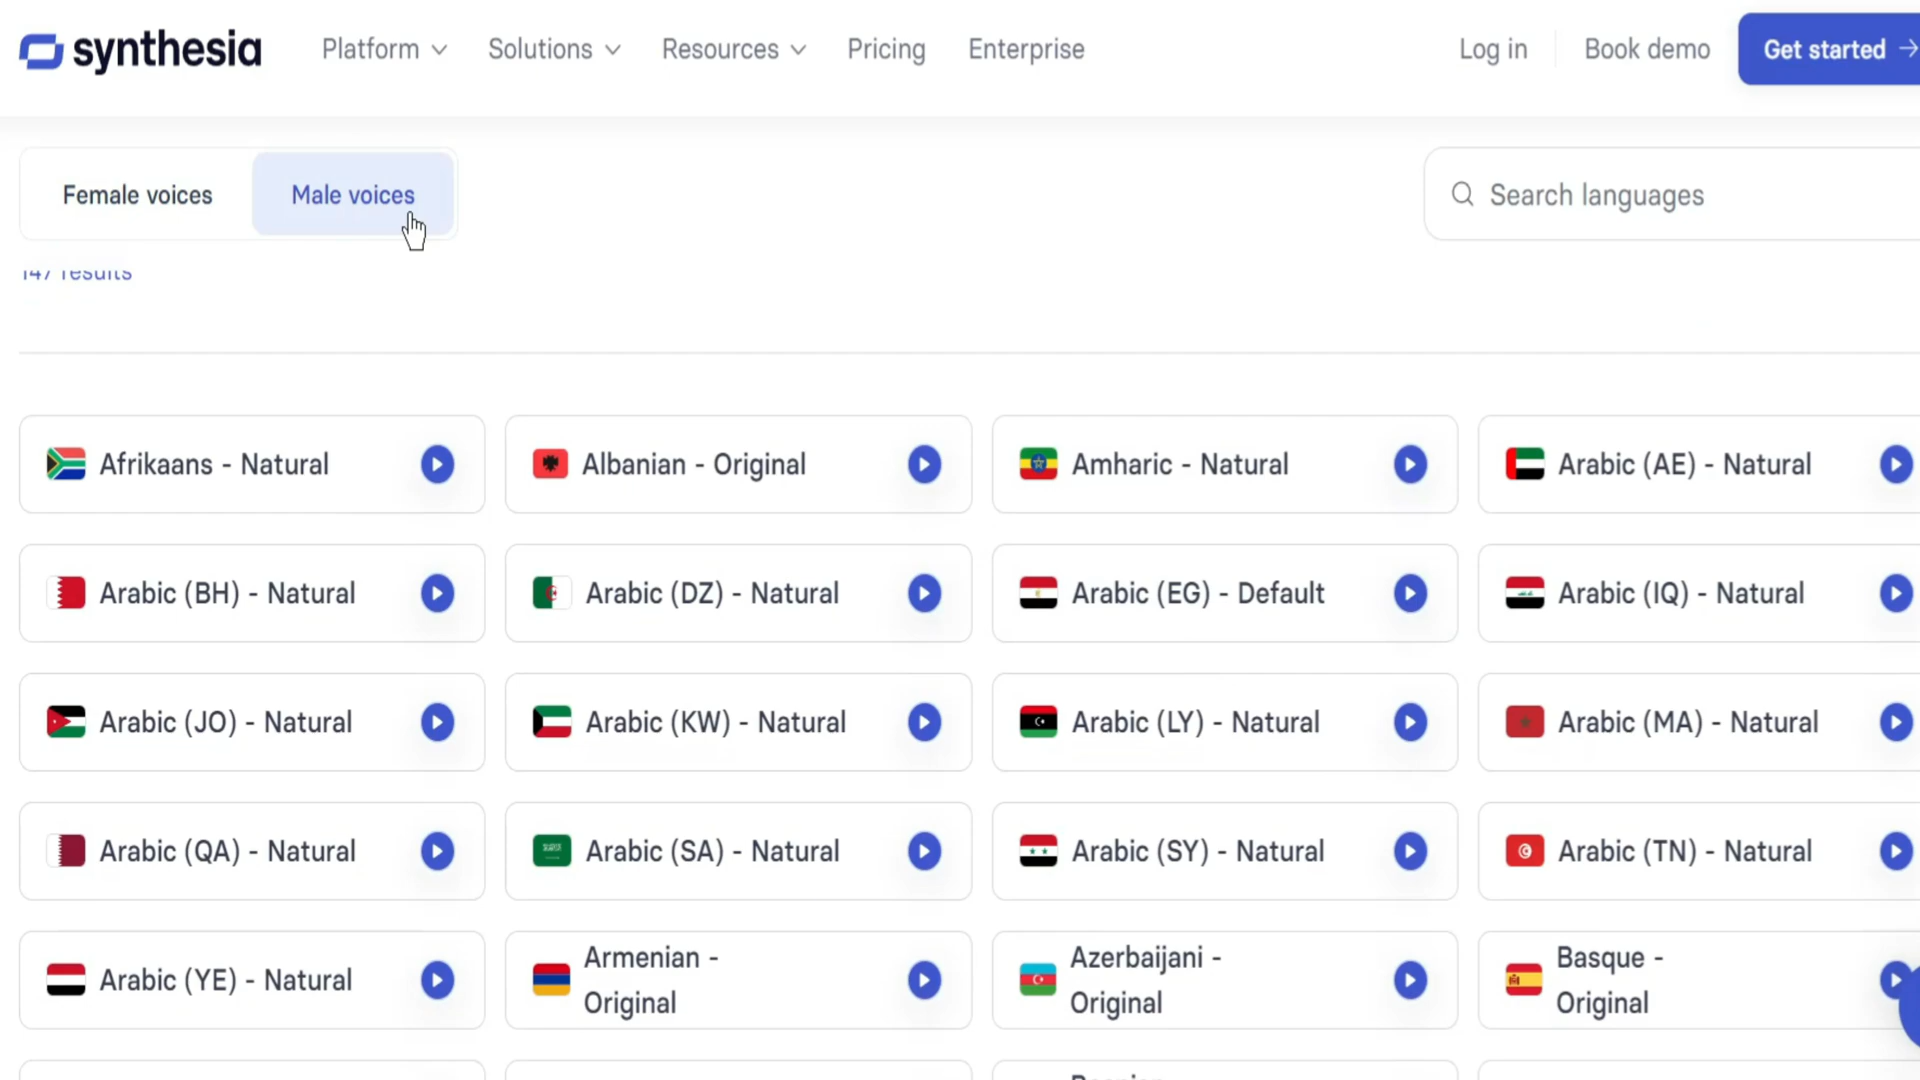 synthesia Platform Solutions Resources Pricing Enterprise Log in Book demo Get started
Female voices Male voices Search languages
147 results
Afrikaans - Natural Albanian - Original Amharic - Natural Arabic (AE) - Natural
Arabic (BH) - Natural Arabic (DZ) - Natural Arabic (EG) - Default Arabic (IQ) - Natural
Arabic (JO) - Natural Arabic (KW) - Natural Arabic (LY) - Natural Arabic (MA) - Natural
Arabic (QA) - Natural Arabic (SA) - Natural Arabic (SY) - Natural Arabic (TN) - Natural
Arabic (YE) - Natural Armenian - Original Azerbaijani - Original Basque - Original